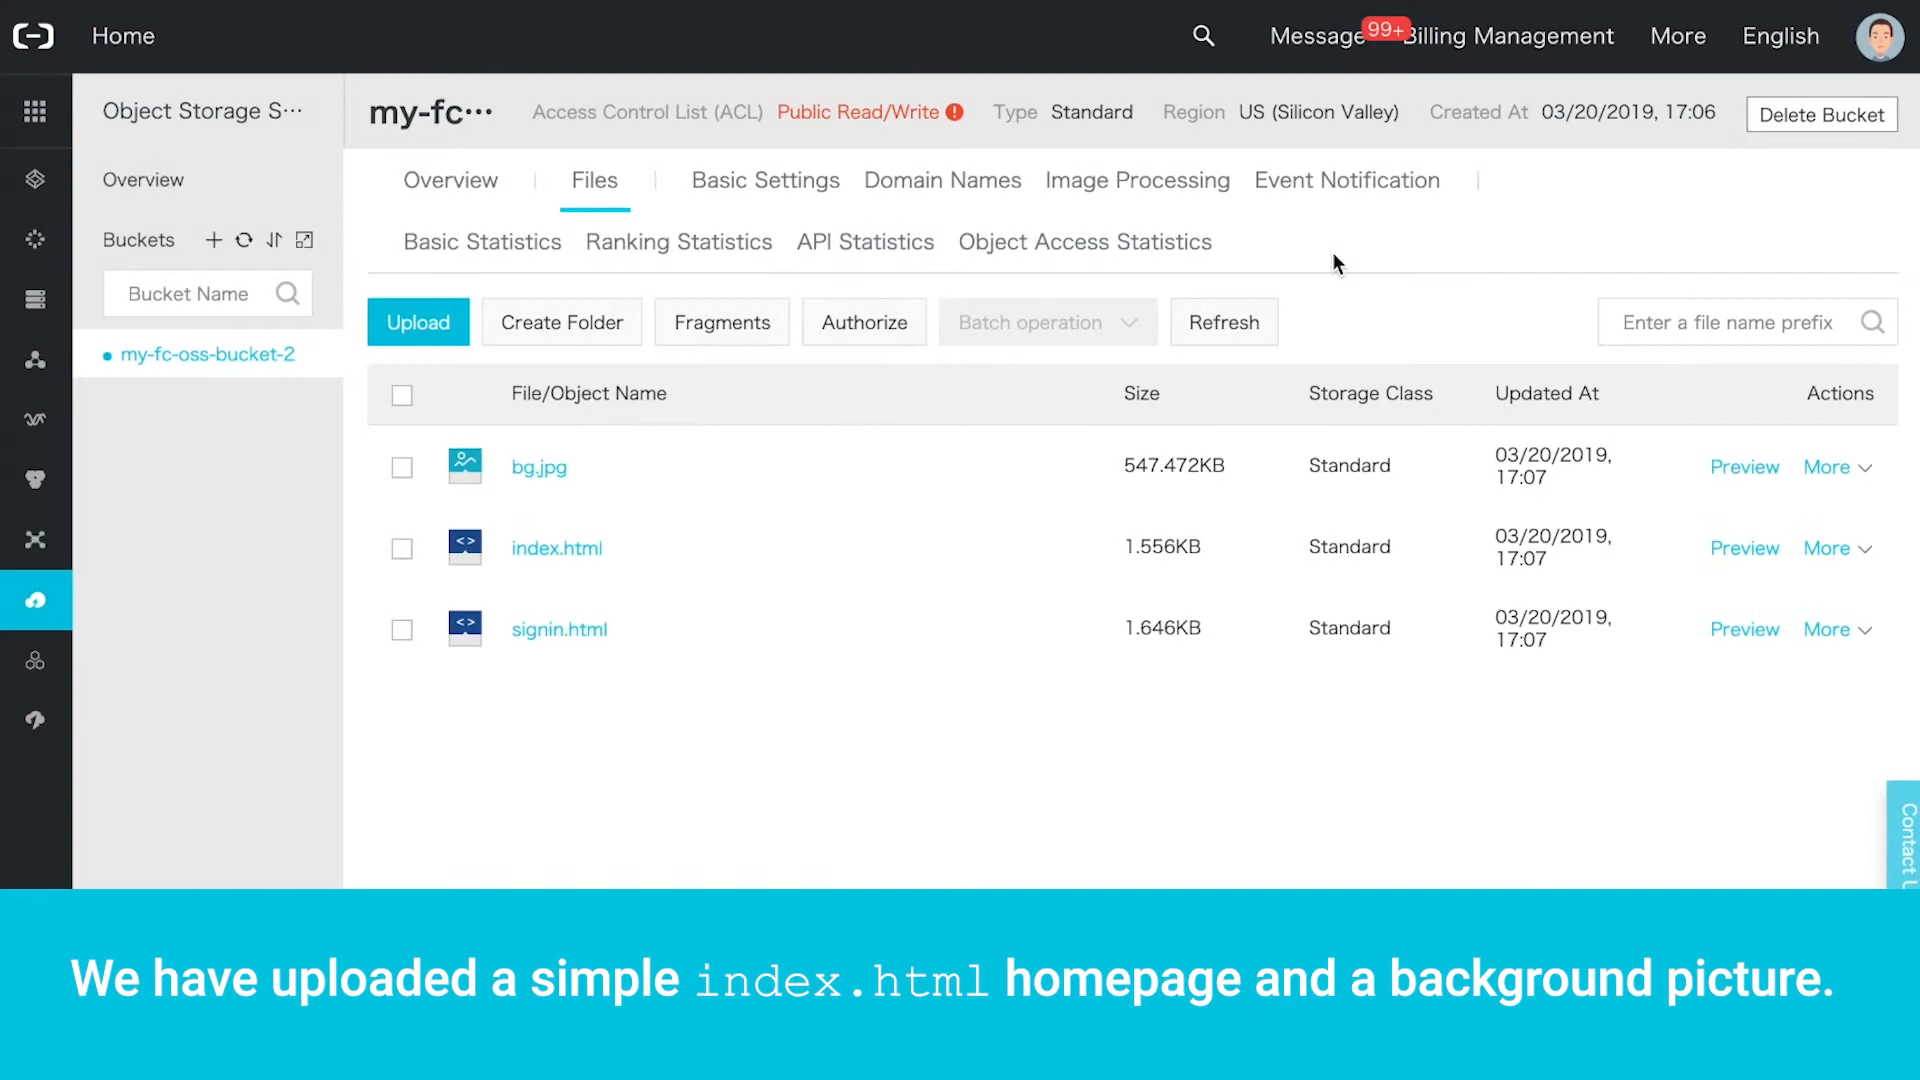 Home
Message 99+ Billing Management More English
Object Storage S···
my-fc··· Access Control List (ACL) Public Read/Write Type Standard Region US (Silicon Valley) Created At 03/20/2019, 17:06 Delete Bucket
Overview
Buckets
Bucket Name
my-fc-oss-bucket-2
Overview Files Basic Settings Domain Names Image Processing Event Notification
Basic Statistics Ranking Statistics API Statistics Object Access Statistics
Upload Create Folder Fragments Authorize Batch operation Refresh Enter a file name prefix
File/Object Name Size Storage Class Updated At Actions
bg.jpg 547.472KB Standard 03/20/2019, 17:07 Preview More
index.html 1.556KB Standard 03/20/2019, 17:07 Preview More
signin.html 1.646KB Standard 03/20/2019, 17:07 Preview More
Contact U
We have uploaded a simple index.html homepage and a background picture.